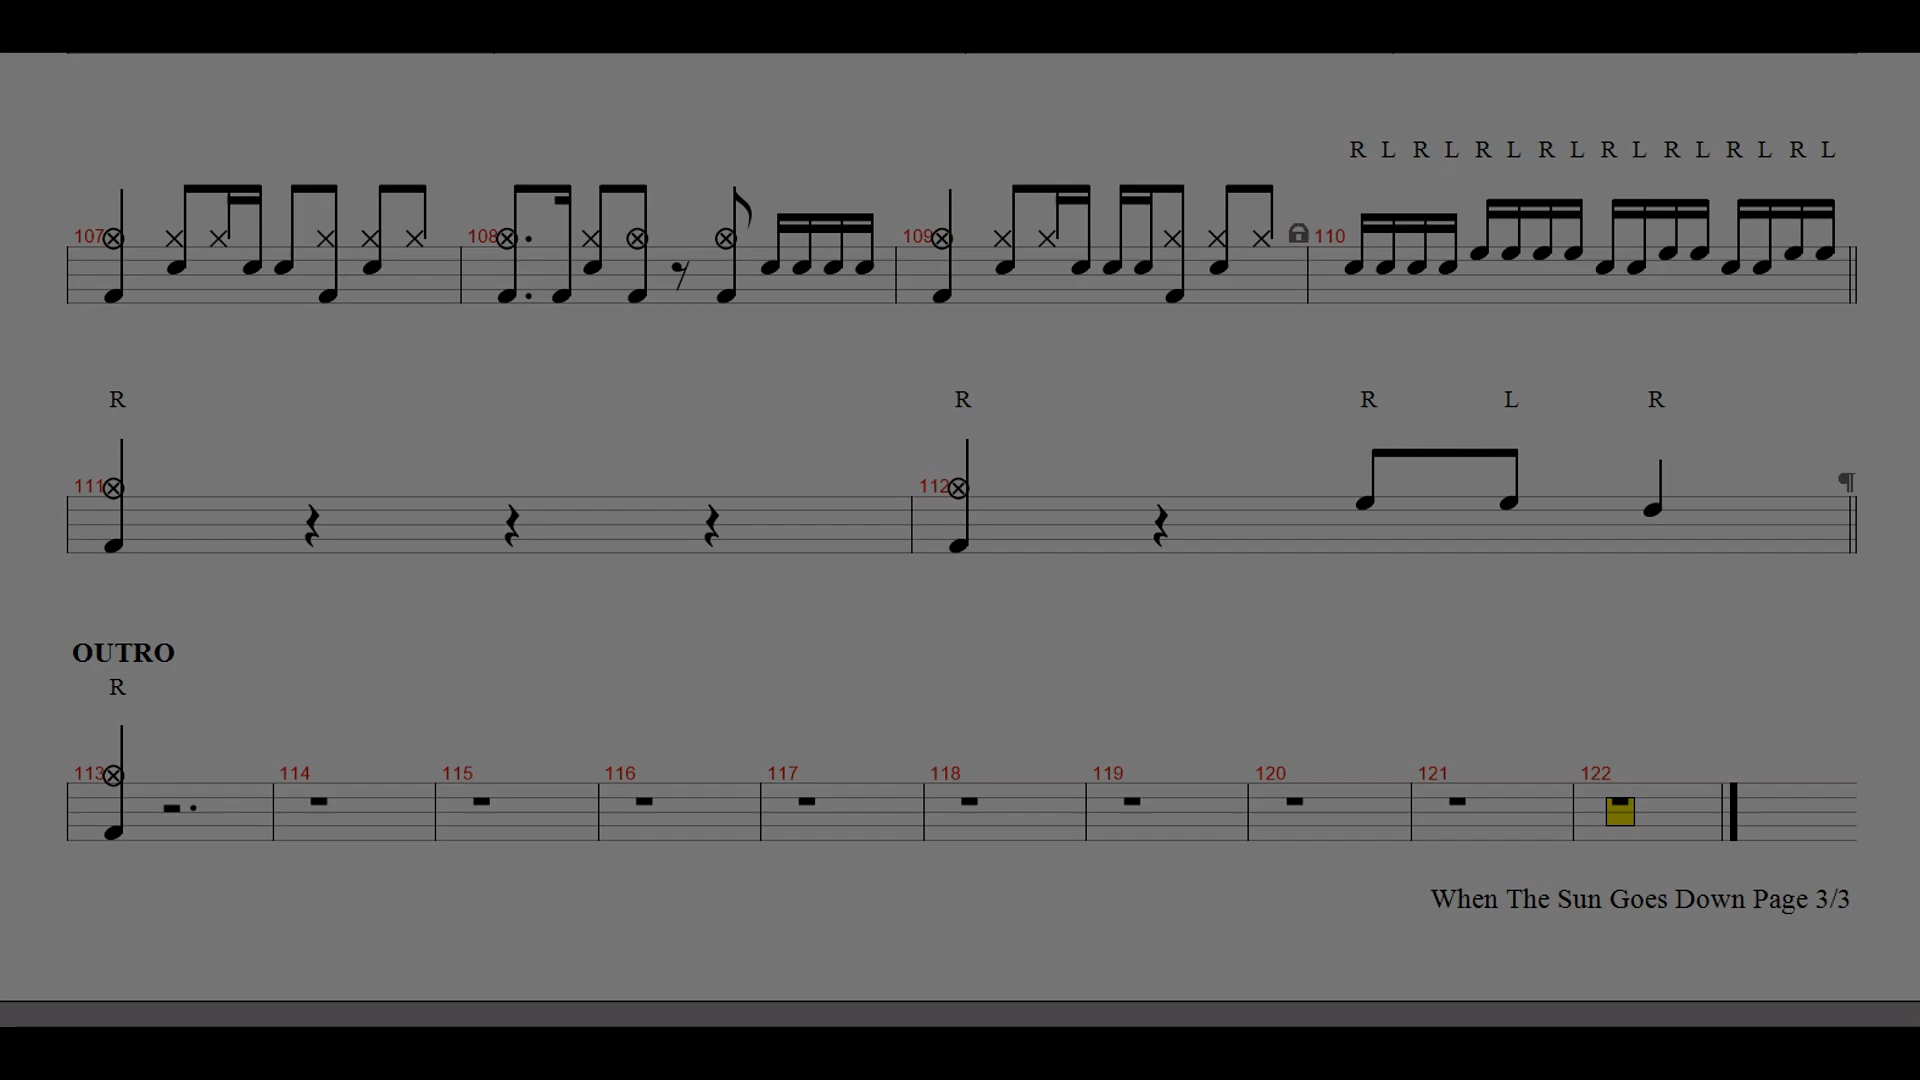 R L R L R L R L R L R L R L R L
107 108 109 110
R R R L R
111 112 ¶
OUTRO
R
113 114 115 116 117 118 119 120 121 122
When The Sun Goes Down Page 3/3